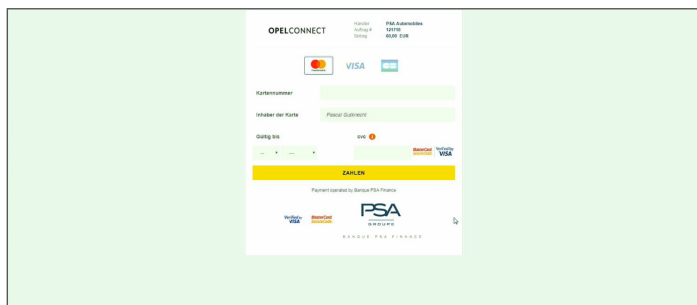 OPELCONNECT
Händler PSA Automobiles
Auftrag # 121710
Betrag 60,00 EUR
VISA
Kartennummer
Inhaber der Karte Pascal Gutknecht
Gültig bis CVC
--- ---
MasterCard Verified by VISA
ZAHLEN
Payment operated by Banque PSA Finance
Verified by VISA MasterCard
PSA
GROUPE
BANQUE PSA FINANCE